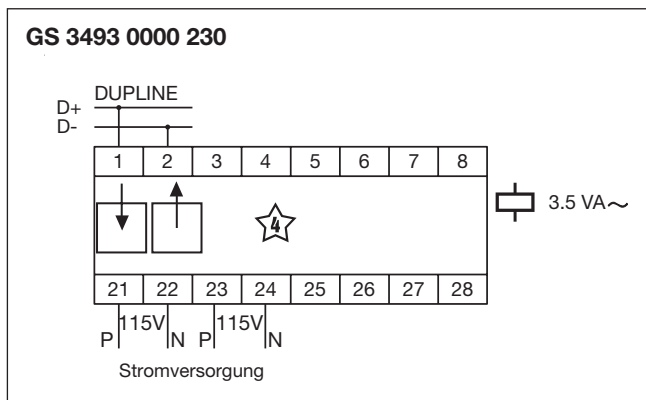 GS 3493 0000 230
DUPLINE
D+
D-
1 2 3 4 5 6 7 8
4
3.5 VA~
21 22 23 24 25 26 27 28
P 115V N P 115V N
Stromversorgung